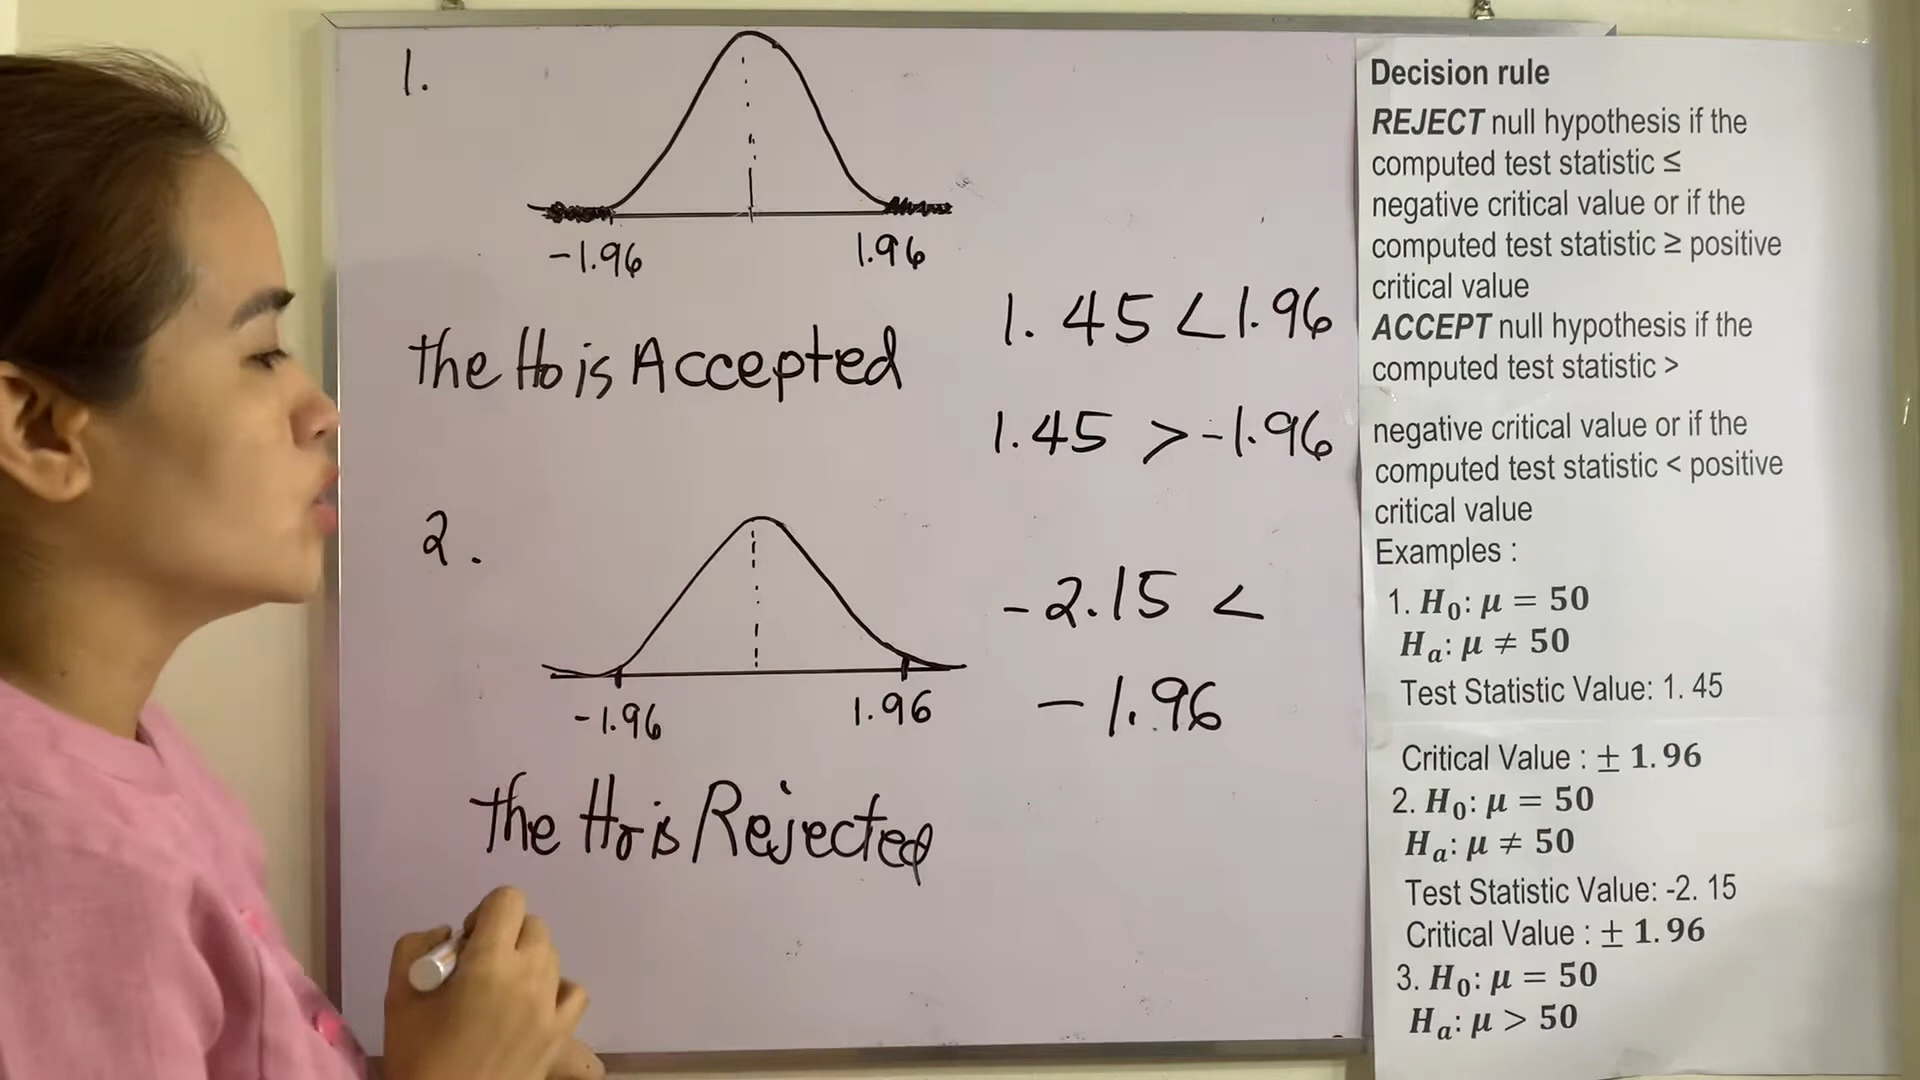 1.
-1.96 1.96
the Ho is Accepted
1.45 < 1.96
1.45 > -1.96
2.
-1.96 1.96
-2.15 <
-1.96
the Ho is Rejected
Decision rule
REJECT null hypothesis if the
computed test statistic ≤
negative critical value or if the
computed test statistic ≥ positive
critical value
ACCEPT null hypothesis if the
computed test statistic >
negative critical value or if the
computed test statistic < positive
critical value
Examples :
1. H₀: μ = 50
Hₐ: μ ≠ 50
Test Statistic Value: 1. 45
Critical Value : ± 1. 96
2. H₀: μ = 50
Hₐ: μ ≠ 50
Test Statistic Value: -2. 15
Critical Value : ± 1. 96
3. H₀: μ = 50
Hₐ: μ > 50